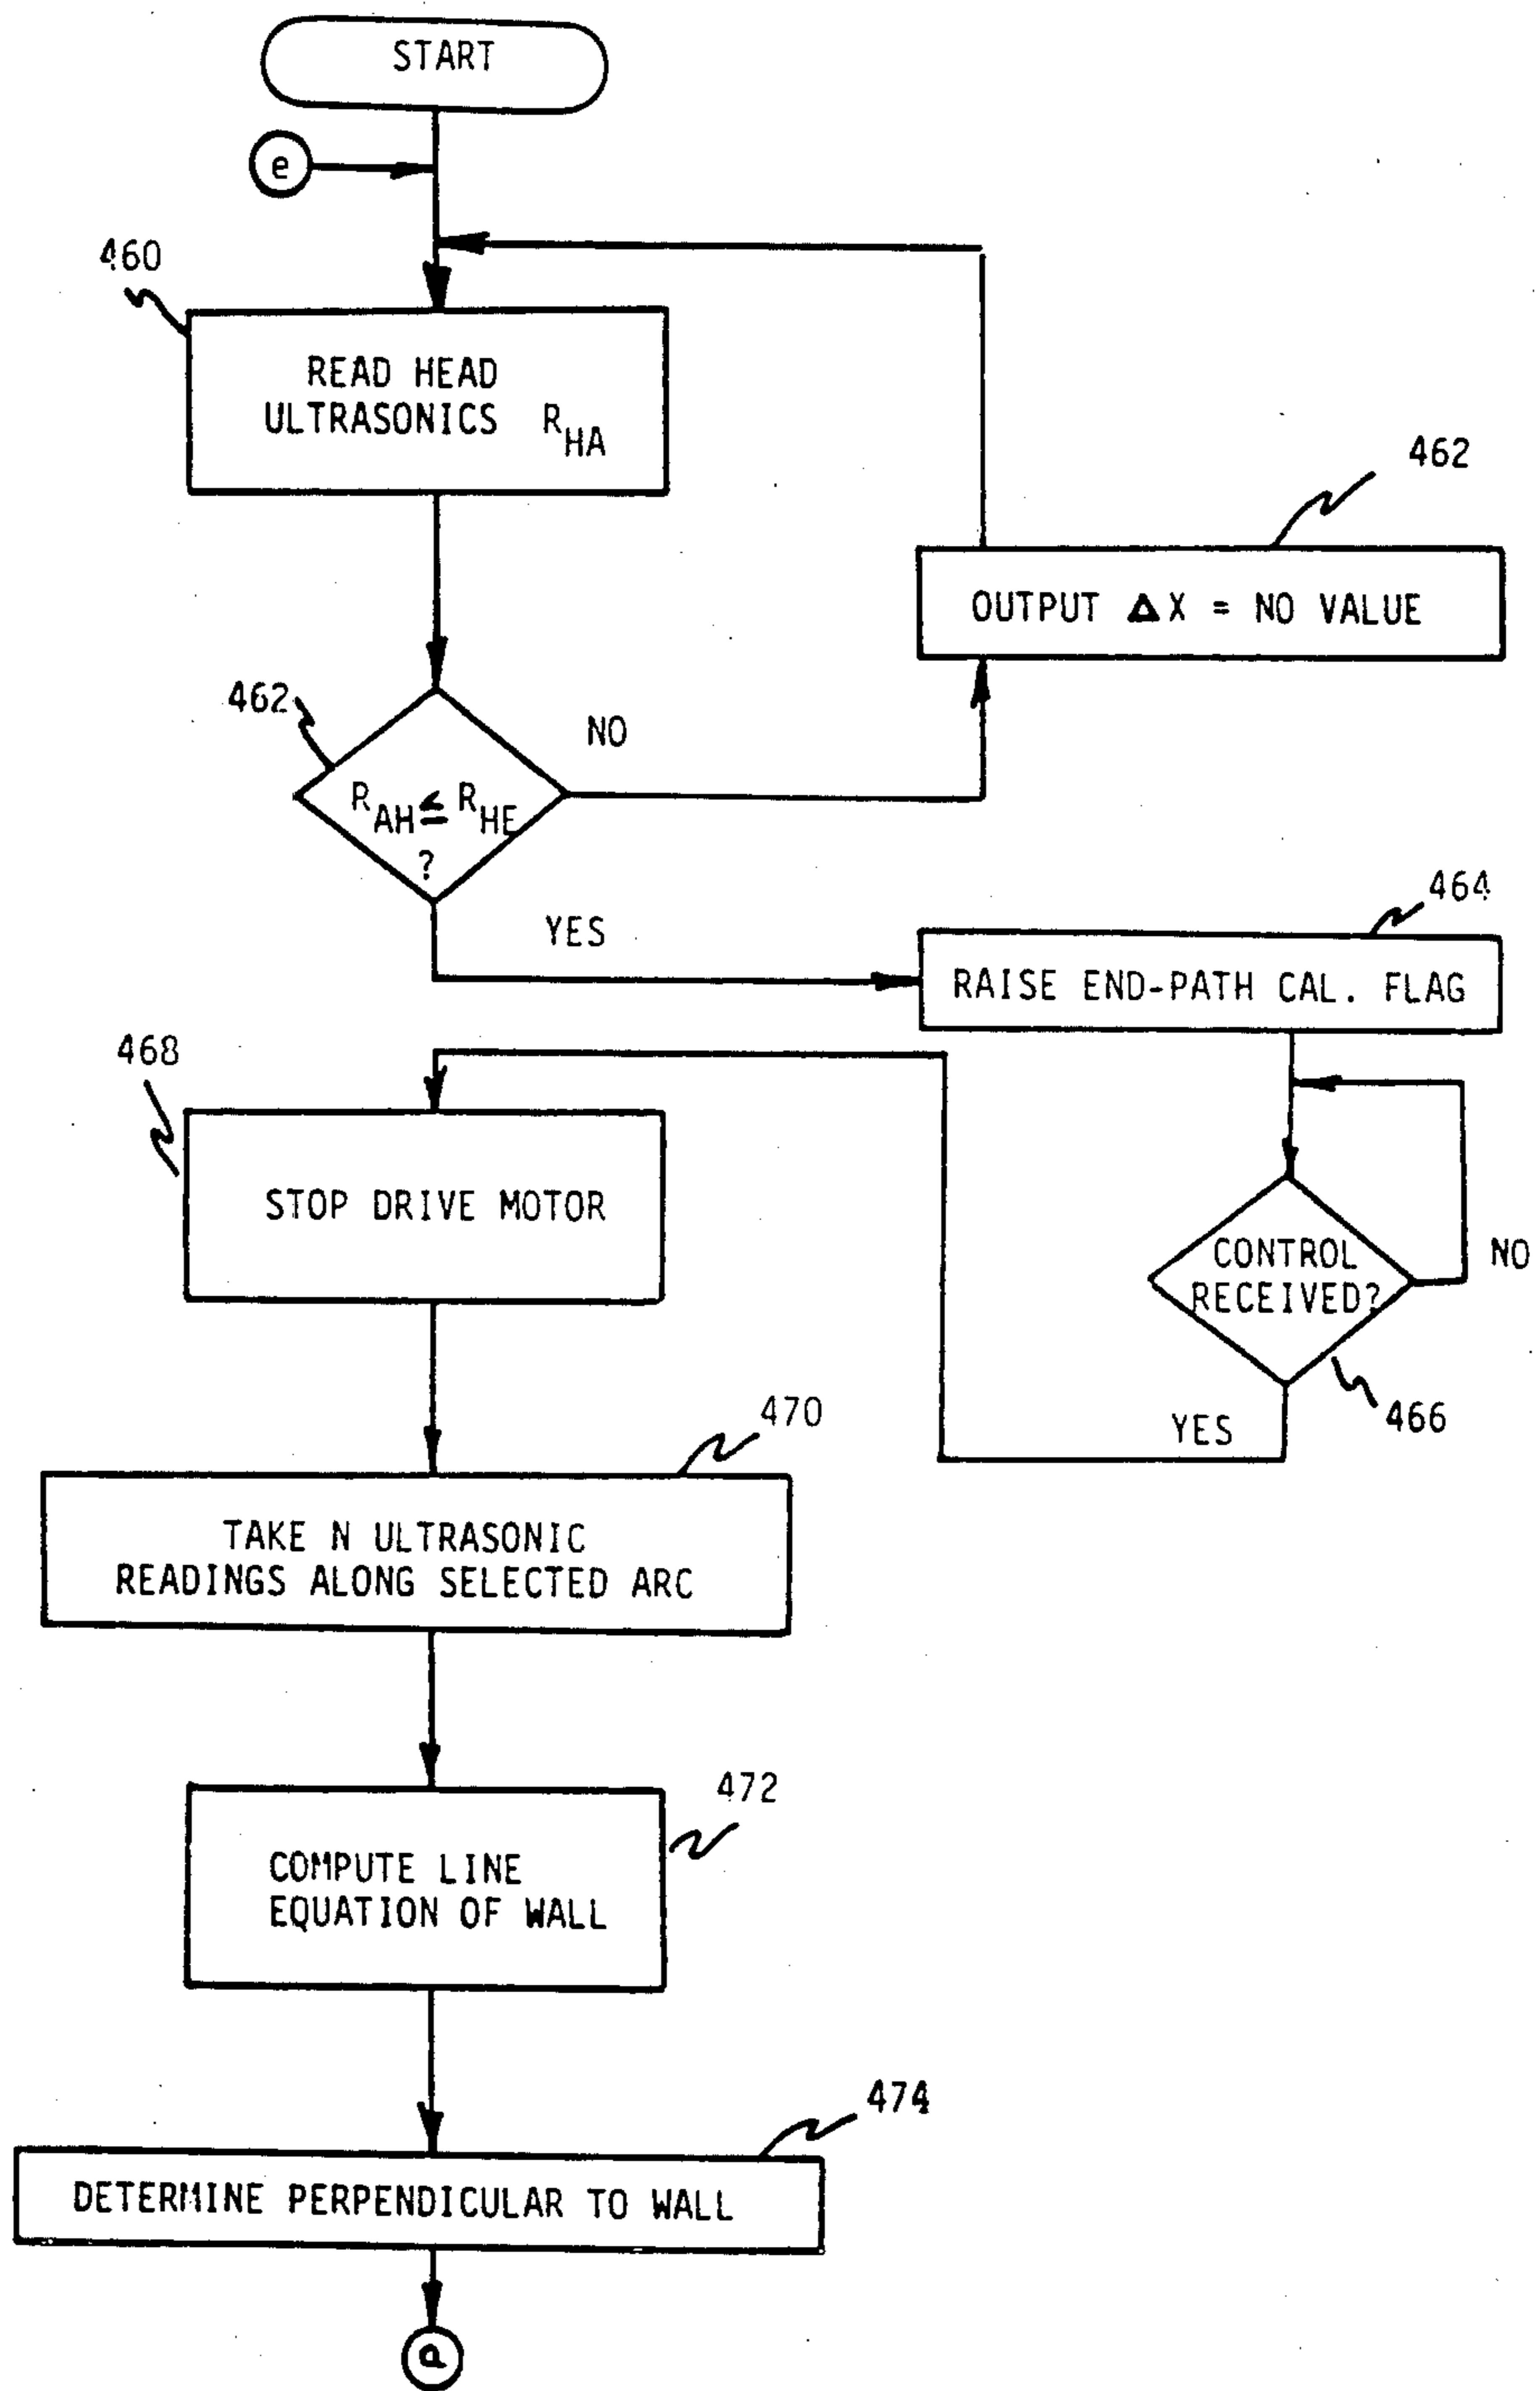 START
e
460
READ HEAD
ULTRASONICS R_HA
462
OUTPUT ΔX = NO VALUE
462
NO
R_AH ≤ R_HE
?
YES
464
RAISE END-PATH CAL. FLAG
468
STOP DRIVE MOTOR
CONTROL
RECEIVED?
NO
466
YES
470
TAKE N ULTRASONIC
READINGS ALONG SELECTED ARC
472
COMPUTE LINE
EQUATION OF WALL
474
DETERMINE PERPENDICULAR TO WALL
a